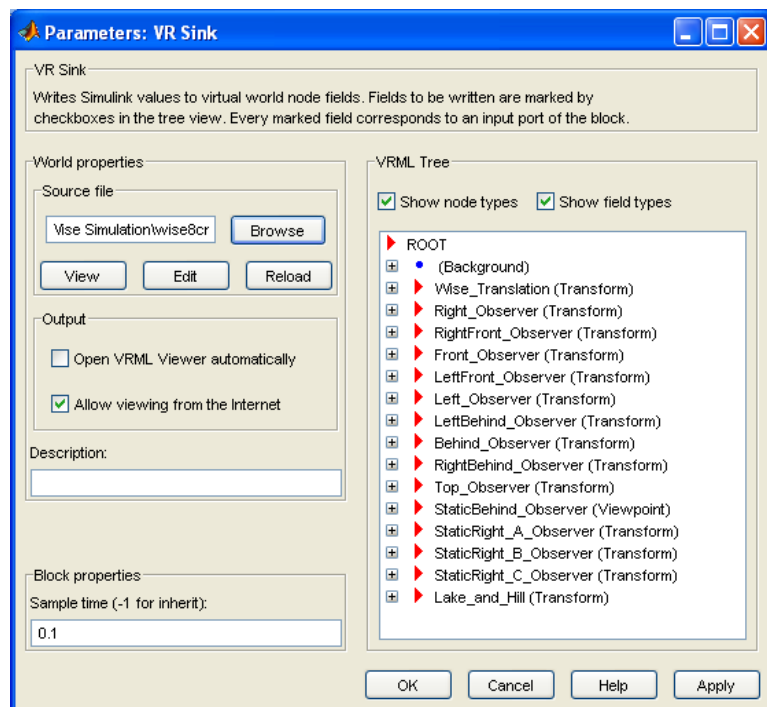 Parameters: VR Sink
VR Sink
Writes Simulink values to virtual world node fields. Fields to be written are marked by
checkboxes in the tree view. Every marked field corresponds to an input port of the block.
World properties
Source file
Wise Simulation\wise8cr
Browse
View
Edit
Reload
Output
Open VRML Viewer automatically
Allow viewing from the Internet
Description:
Block properties
Sample time (-1 for inherit):
0.1
VRML Tree
Show node types
Show field types
ROOT
(Background)
Wise_Translation (Transform)
Right_Observer (Transform)
RightFront_Observer (Transform)
Front_Observer (Transform)
LeftFront_Observer (Transform)
Left_Observer (Transform)
LeftBehind_Observer (Transform)
Behind_Observer (Transform)
RightBehind_Observer (Transform)
Top_Observer (Transform)
StaticBehind_Observer (Viewpoint)
StaticRight_A_Observer (Transform)
StaticRight_B_Observer (Transform)
StaticRight_C_Observer (Transform)
Lake_and_Hill (Transform)
OK
Cancel
Help
Apply